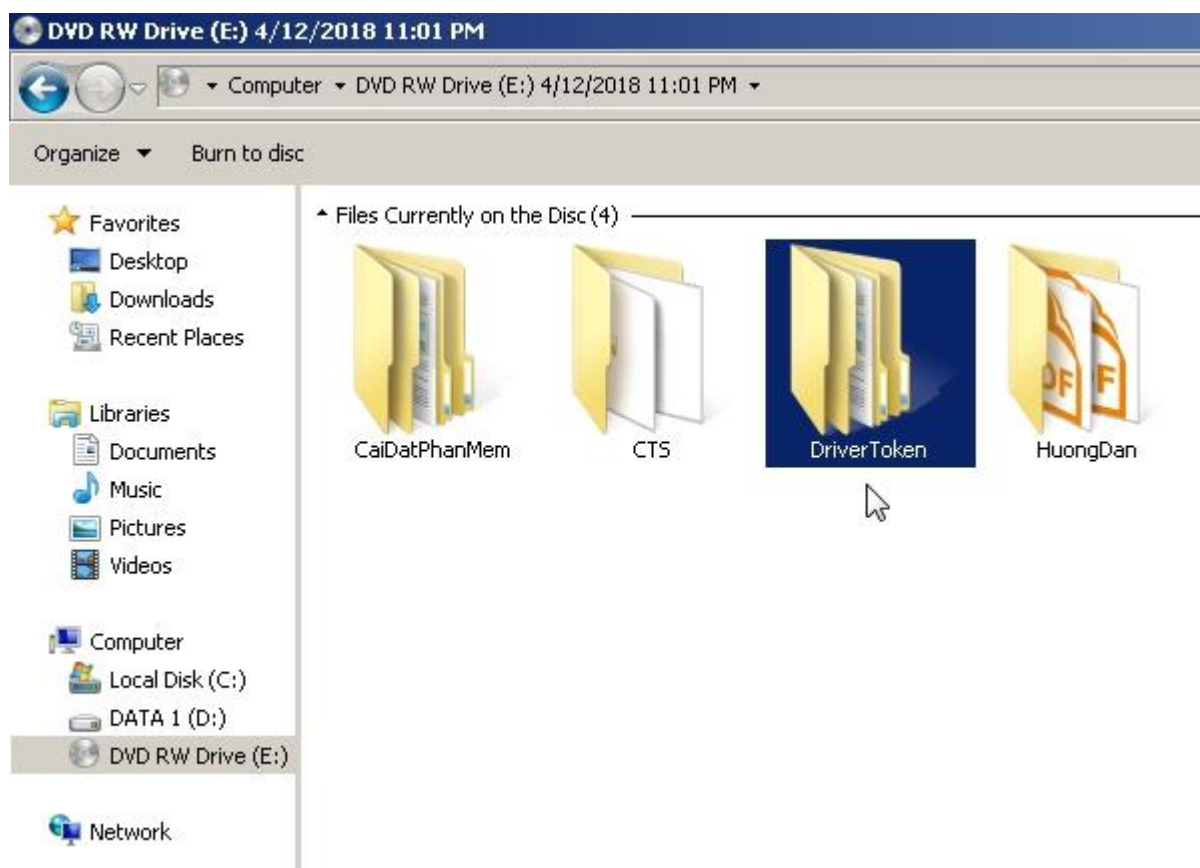 DVD RW Drive (E:) 4/12/2018 11:01 PM
Computer DVD RW Drive (E:) 4/12/2018 11:01 PM
Organize Burn to disc
Favorites
Desktop
Downloads
Recent Places
Libraries
Documents
Music
Pictures
Videos
Computer
Local Disk (C:)
DATA 1 (D:)
DVD RW Drive (E:)
Network
Files Currently on the Disc (4)
CaiDatPhanMem
CTS
DriverToken
HuongDan